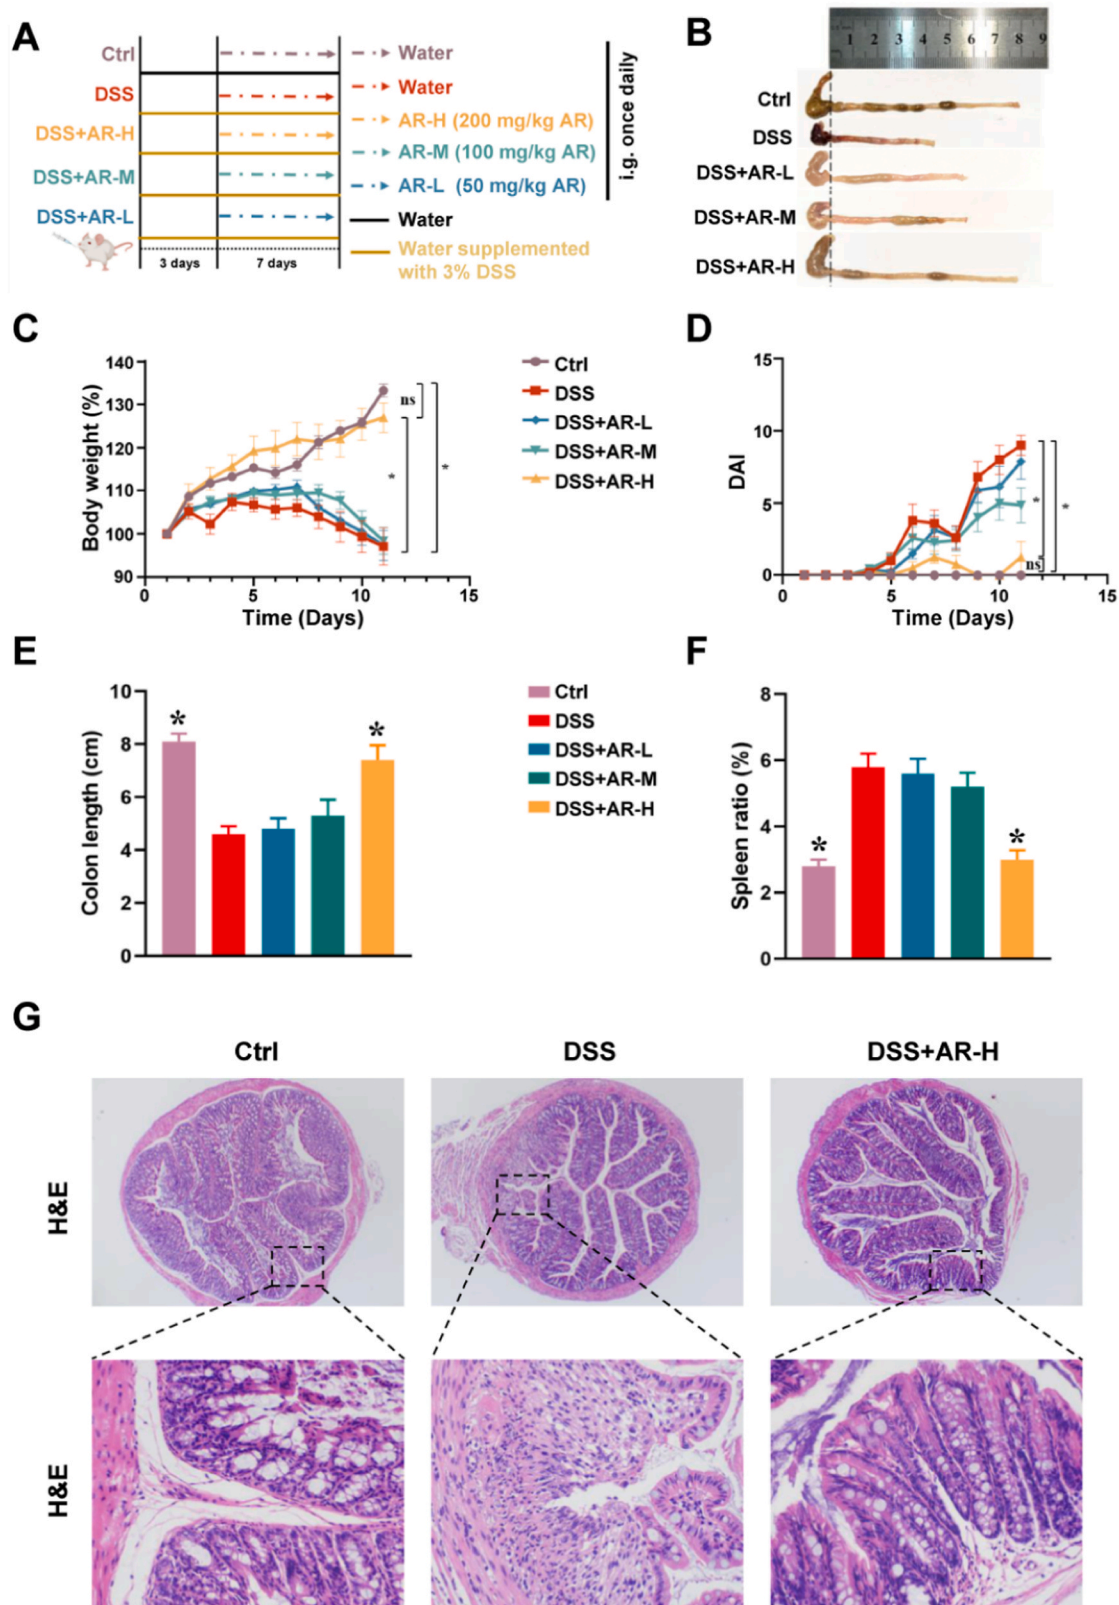 A
Ctrl
DSS
DSS+AR-H
DSS+AR-M
DSS+AR-L
3 days
7 days
Water
Water
AR-H (200 mg/kg AR)
AR-M (100 mg/kg AR)
AR-L (50 mg/kg AR)
Water
Water supplemented
with 3% DSS
i.g. once daily
B
1 2 3 4 5 6 7 8 9
Ctrl
DSS
DSS+AR-L
DSS+AR-M
DSS+AR-H
C
Body weight (%)
140
130
120
110
100
90
0 5 10 15
Time (Days)
ns
*
*
Ctrl
DSS
DSS+AR-L
DSS+AR-M
DSS+AR-H
D
DAI
15
10
5
0
0 5 10 15
Time (Days)
ns
*
*
E
Colon length (cm)
10
8
6
4
2
0
*
*
Ctrl
DSS
DSS+AR-L
DSS+AR-M
DSS+AR-H
F
Spleen ratio (%)
8
6
4
2
0
*
*
G
Ctrl
DSS
DSS+AR-H
H&E
H&E